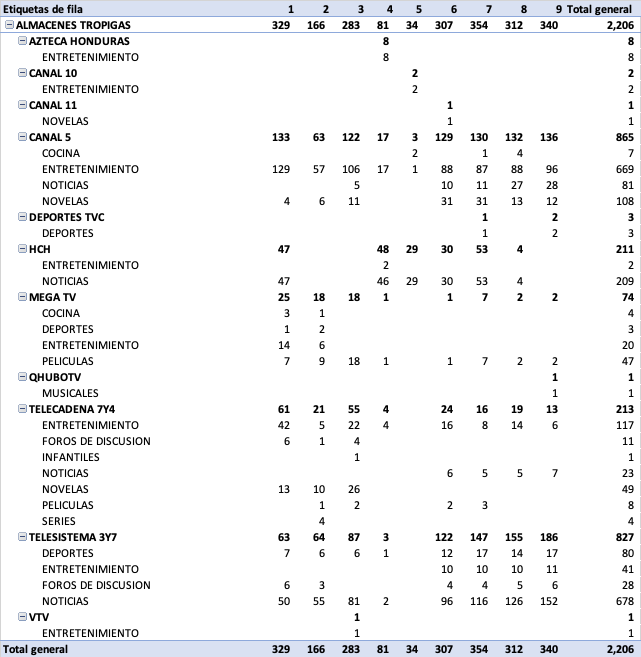 Etiquetas de fila 1 2 3 4 5 6 7 8 9 Total general
ALMACENES TROPIGAS 329 166 283 81 34 307 354 312 340 2,206
AZTECA HONDURAS 8 8
ENTRETENIMIENTO 8 8
CANAL 10 2 2
ENTRETENIMIENTO 2 2
CANAL 11 1 1
NOVELAS 1 1
CANAL 5 133 63 122 17 3 129 130 132 136 865
COCINA 2 1 4 7
ENTRETENIMIENTO 129 57 106 17 1 88 87 88 96 669
NOTICIAS 5 10 11 27 28 81
NOVELAS 4 6 11 31 31 13 12 108
DEPORTES TVC 1 2 3
DEPORTES 1 2 3
HCH 47 48 29 30 53 4 211
ENTRETENIMIENTO 2 2
NOTICIAS 47 46 29 30 53 4 209
MEGA TV 25 18 18 1 1 7 2 2 74
COCINA 3 1 4
DEPORTES 1 2 3
ENTRETENIMIENTO 14 6 20
PELICULAS 7 9 18 1 1 7 2 2 47
QHUBOTV 1 1
MUSICALES 1 1
TELECADENA 7Y4 61 21 55 4 24 16 19 13 213
ENTRETENIMIENTO 42 5 22 4 16 8 14 6 117
FOROS DE DISCUSION 6 1 4 11
INFANTILES 1 1
NOTICIAS 6 5 5 7 23
NOVELAS 13 10 26 49
PELICULAS 1 2 2 3 8
SERIES 4 4
TELESISTEMA 3Y7 63 64 87 3 122 147 155 186 827
DEPORTES 7 6 6 1 12 17 14 17 80
ENTRETENIMIENTO 10 10 10 11 41
FOROS DE DISCUSION 6 3 4 4 5 6 28
NOTICIAS 50 55 81 2 96 116 126 152 678
VTV 1 1
ENTRETENIMIENTO 1 1
Total general 329 166 283 81 34 307 354 312 340 2,206